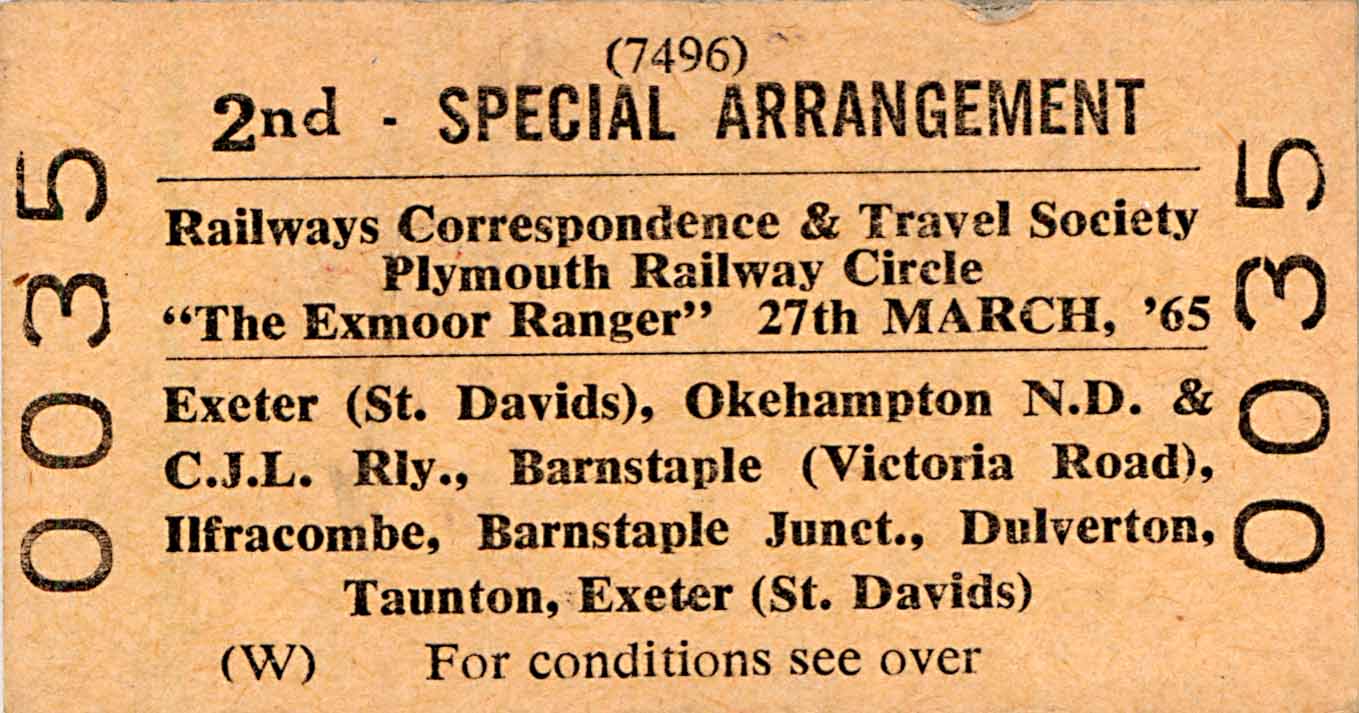 (7496)
2nd - SPECIAL ARRANGEMENT
Railways Correspondence & Travel Society
Plymouth Railway Circle
“The Exmoor Ranger” 27th MARCH, ’65
Exeter (St. Davids), Okehampton N.D. &
C.J.L. Rly., Barnstaple (Victoria Road),
Ilfracombe, Barnstaple Junct., Dulverton,
Taunton, Exeter (St. Davids)
(W) For conditions see over
0035
0035